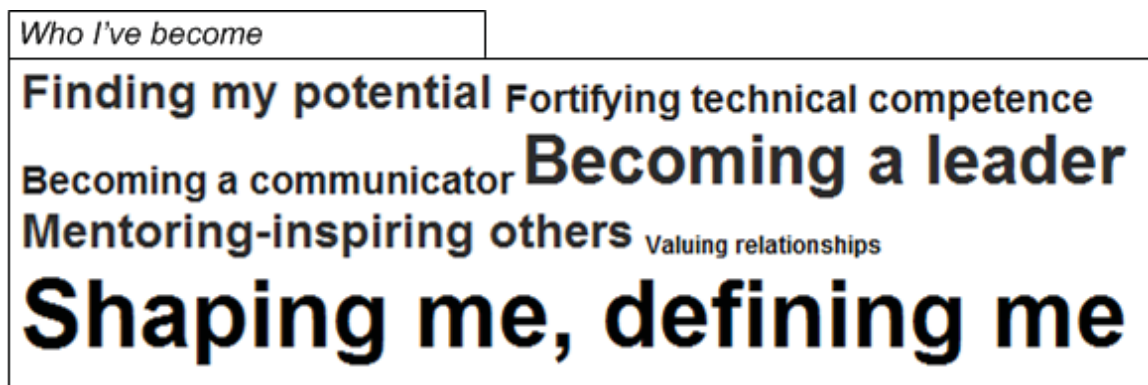 Who I've become
Finding my potential Fortifying technical competence
Becoming a communicator Becoming a leader
Mentoring-inspiring others Valuing relationships
Shaping me, defining me